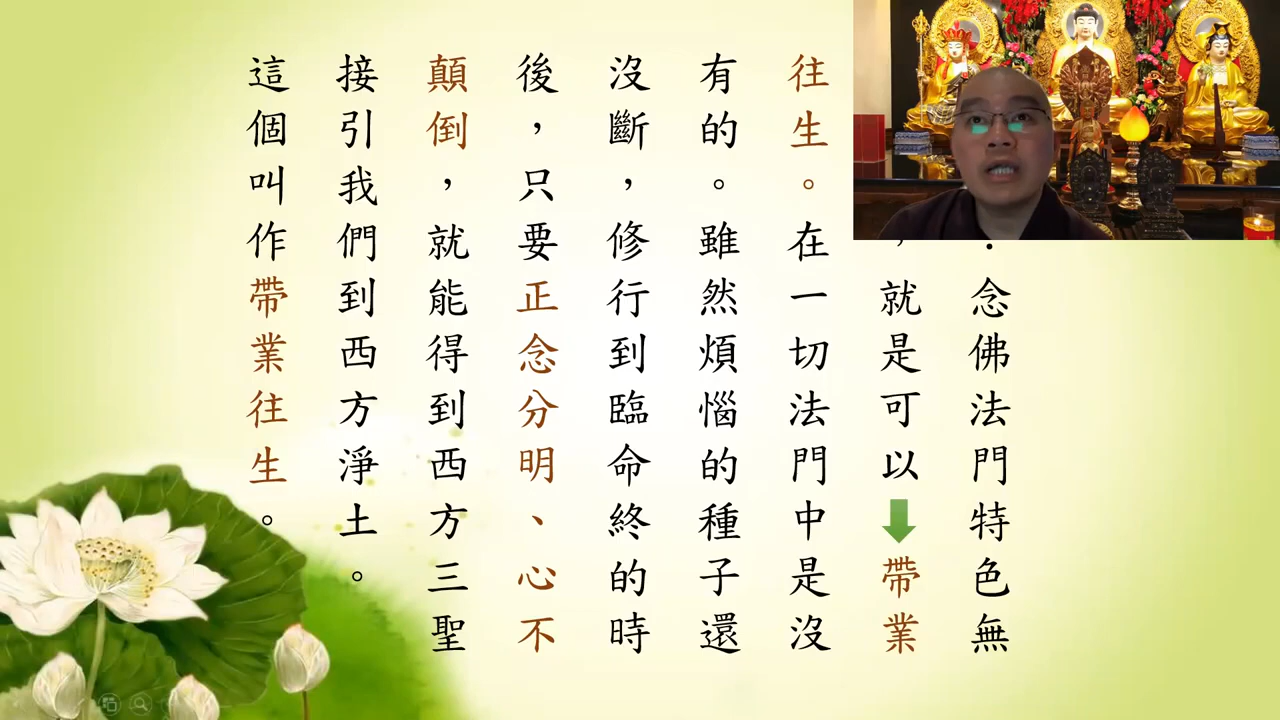 ：念佛法門特色無
，就是可以帶業
往生。在一切法門中是沒
有的。雖然煩惱的種子還
沒斷，修行到臨命終的時
後，只要正念分明、心不
顛倒，就能得到西方三聖
接引我們到西方淨土。
這個叫作帶業往生。